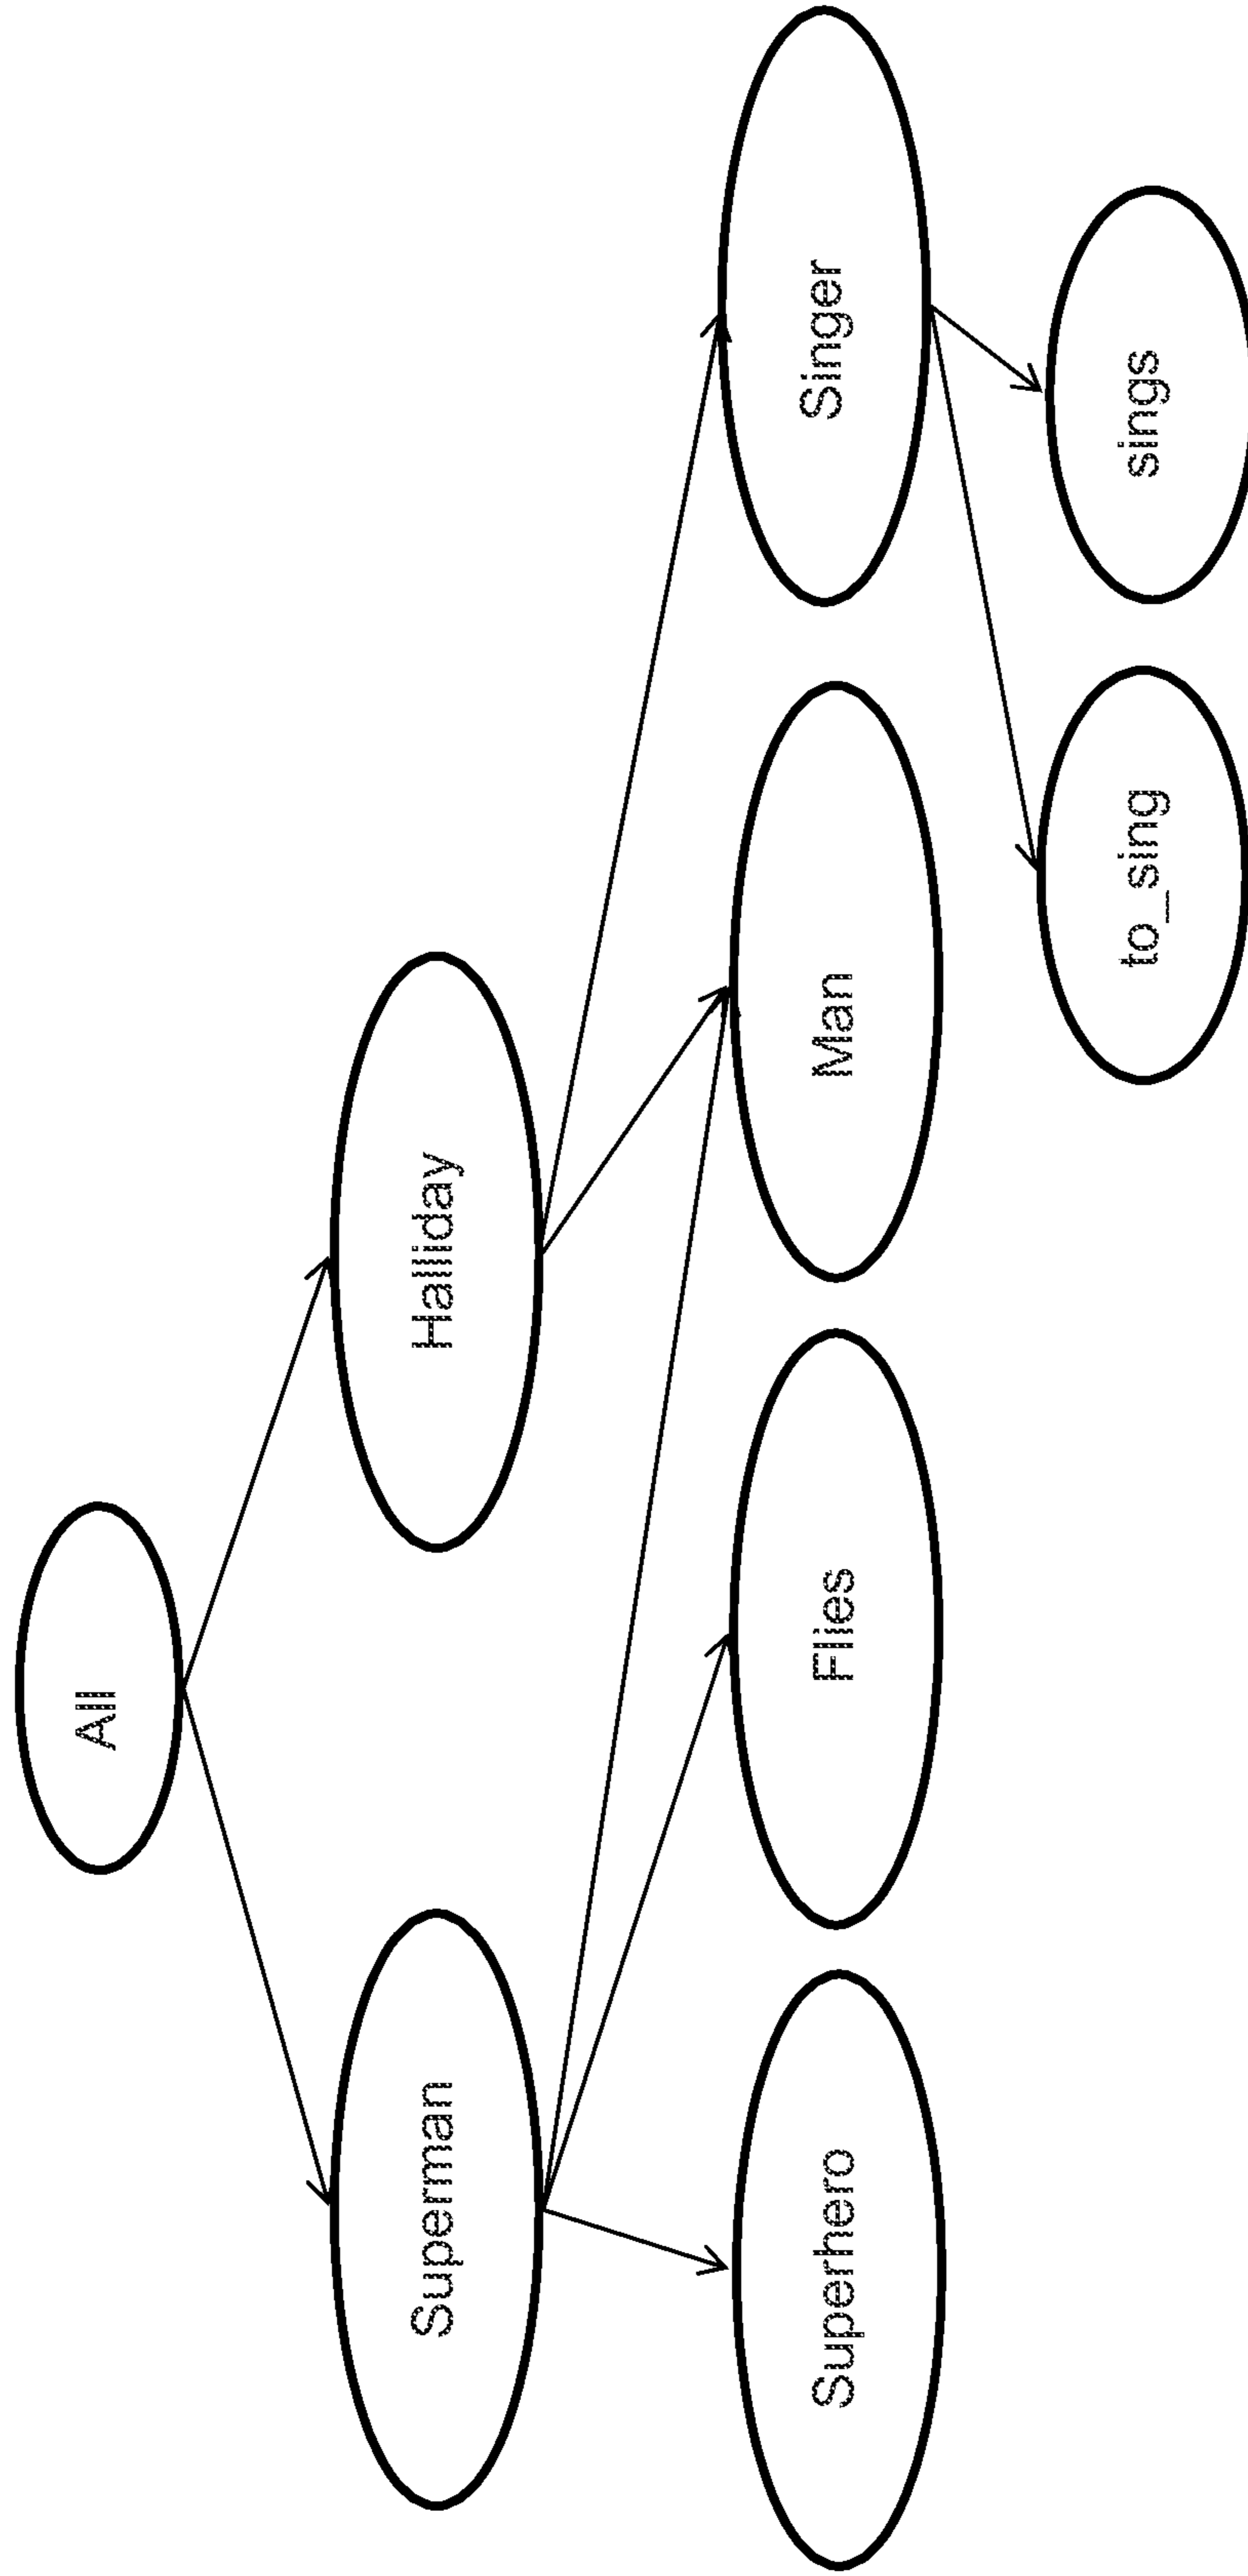 All
Superman
Halliday
Superhero
Flies
Man
Singer
to_sing
sings